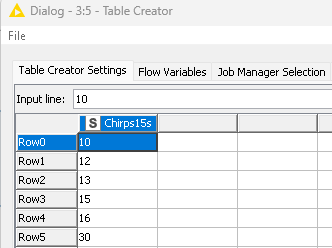 Dialog - 3:5 - Table Creator
File
Table Creator Settings Flow Variables Job Manager Selection
Input line: 10
S Chirps15s
Row0 10
Row1 12
Row2 13
Row3 15
Row4 16
Row5 30